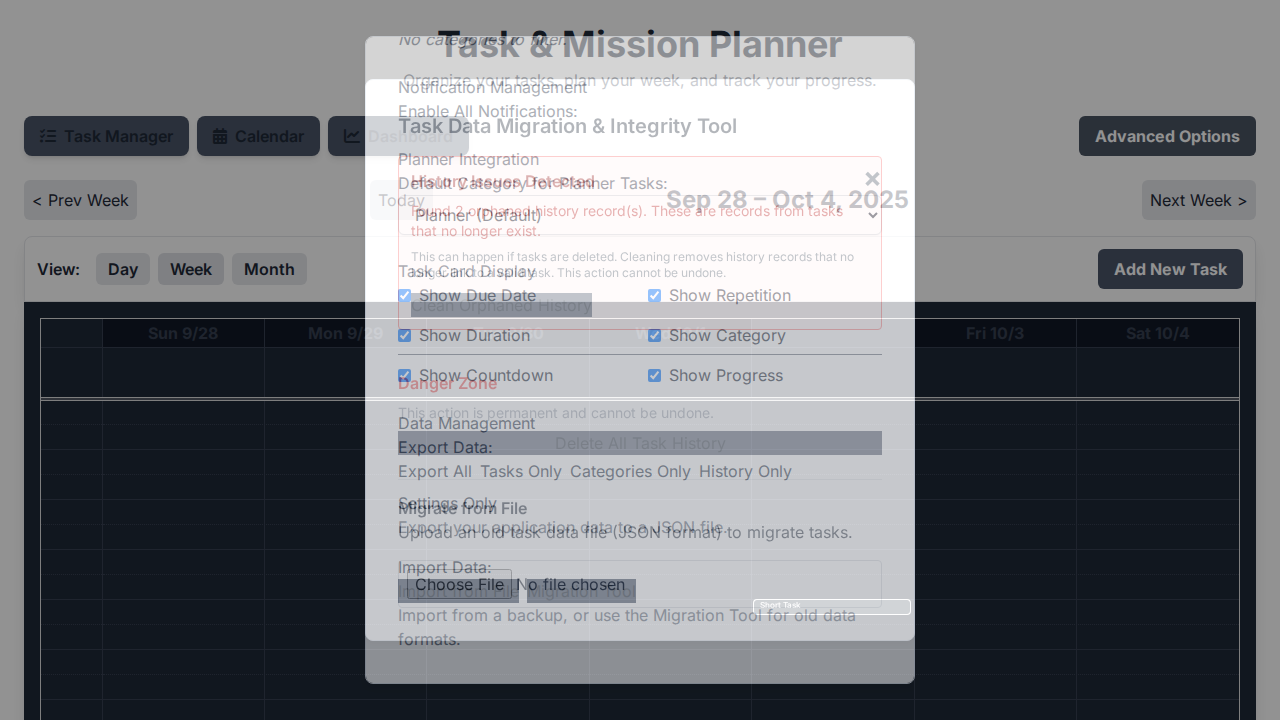 Task & Mission Planner
No categories to filter.
Organize your tasks, plan your week, and track your progress.
Notification Management
Enable All Notifications:
Task Data Migration & Integrity Tool
Task Manager
Calendar
Dashboard
Advanced Options
Planner Integration
Default Category for Planner Tasks:
History Issues Detected
< Prev Week
Today
Sep 28 – Oct 4, 2025
Next Week >
Found 2 orphaned history record(s). These are records from tasks
that no longer exist.
Planner (Default)
This can happen if tasks are deleted. Cleaning removes history records that no
longer link to a valid task. This action cannot be undone.
View:
Day
Week
Month
Add New Task
Task Card Display
Show Due Date
Show Repetition
Clean Orphaned History
Sun 9/28
Mon 9/29
Fri 10/3
Sat 10/4
Show Duration
Show Category
Show Countdown
Show Progress
Danger Zone
This action is permanent and cannot be undone.
Data Management
Export Data:
Delete All Task History
Export All
Tasks Only
Categories Only
History Only
Settings Only
Migrate from File
Export your application data to a JSON file.
Upload an old task data file (JSON format) to migrate tasks.
Import Data:
Choose File
No file chosen
Import from File
Migration Tool
Short Task
Import from a backup, or use the Migration Tool for old data
formats.